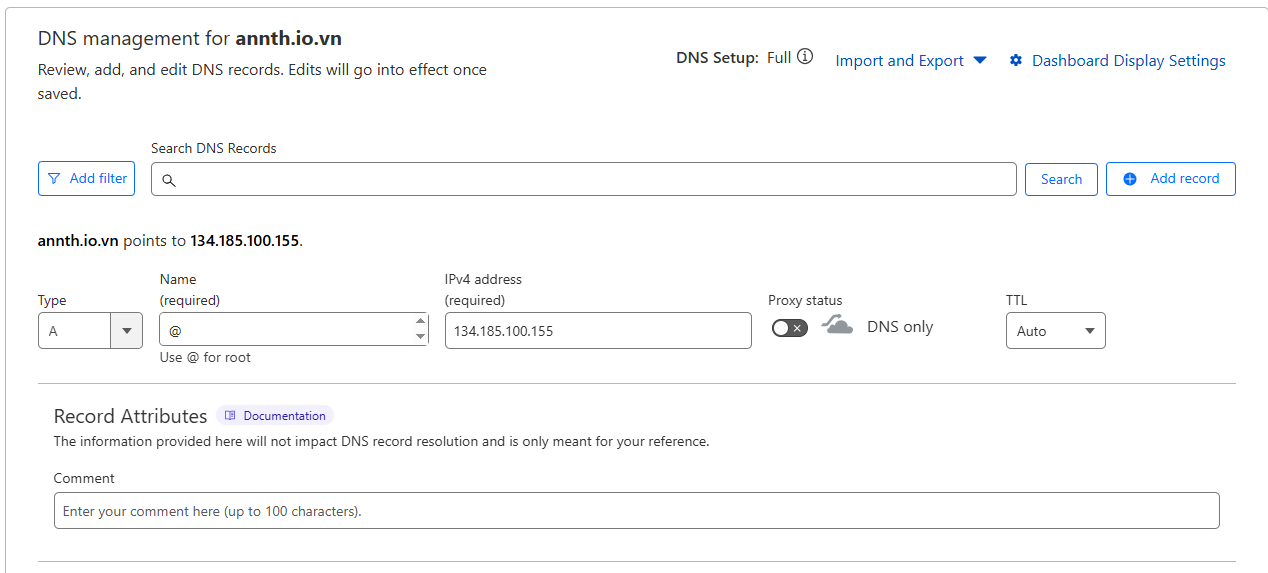 DNS management for annth.io.vn
Review, add, and edit DNS records. Edits will go into effect once
saved.
DNS Setup: Full
Import and Export
Dashboard Display Settings
Search DNS Records
Add filter
Search
Add record
annth.io.vn points to 134.185.100.155.
Type
Name
(required)
IPv4 address
(required)
Proxy status
TTL
A
@
134.185.100.155
DNS only
Auto
Use @ for root
Record Attributes Documentation
The information provided here will not impact DNS record resolution and is only meant for your reference.
Comment
Enter your comment here (up to 100 characters).